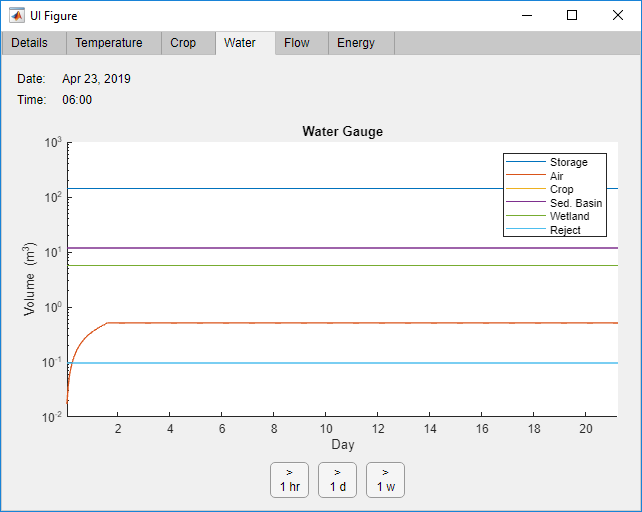 UI Figure
Details Temperature Crop Water Flow Energy
Date: Apr 23, 2019
Time: 06:00
Water Gauge
10^3
10^2
10^1
10^0
10^-1
10^-2
Volume (m^3)
Storage
Air
Crop
Sed. Basin
Wetland
Reject
2 4 6 8 10 12 14 16 18 20
Day
> > >
1 hr 1 d 1 w